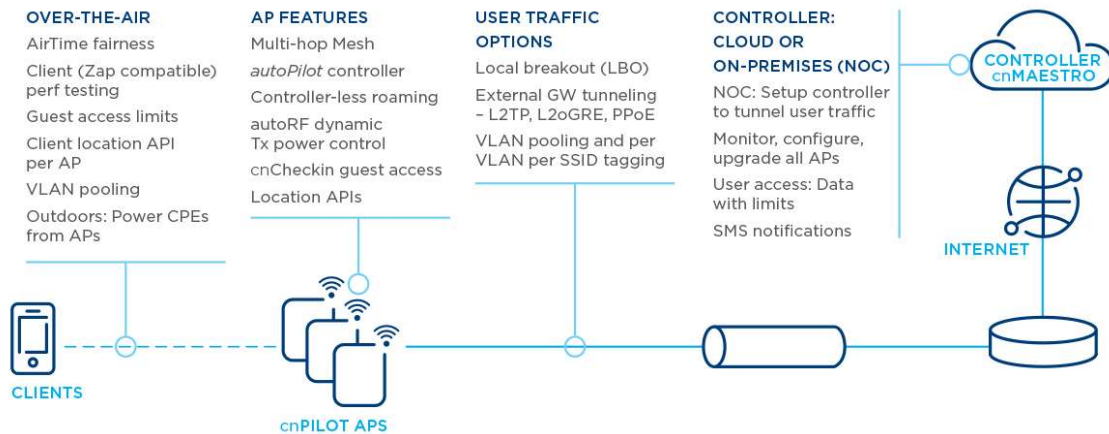 OVER-THE-AIR
AirTime fairness
Client (Zap compatible)
perf testing
Guest access limits
Client location API
per AP
VLAN pooling
Outdoors: Power CPEs
from APs
AP FEATURES
Multi-hop Mesh
autoPilot controller
Controller-less roaming
autoRF dynamic
Tx power control
cnCheckin guest access
Location APIs
USER TRAFFIC
OPTIONS
Local breakout (LBO)
External GW tunneling
– L2TP, L2oGRE, PPoE
VLAN pooling and per
VLAN per SSID tagging
CONTROLLER:
CLOUD OR
ON-PREMISES (NOC)
NOC: Setup controller
to tunnel user traffic
Monitor, configure,
upgrade all APs
User access: Data
with limits
SMS notifications
CONTROLLER
cnMAESTRO
INTERNET
CLIENTS
cnPILOT APS